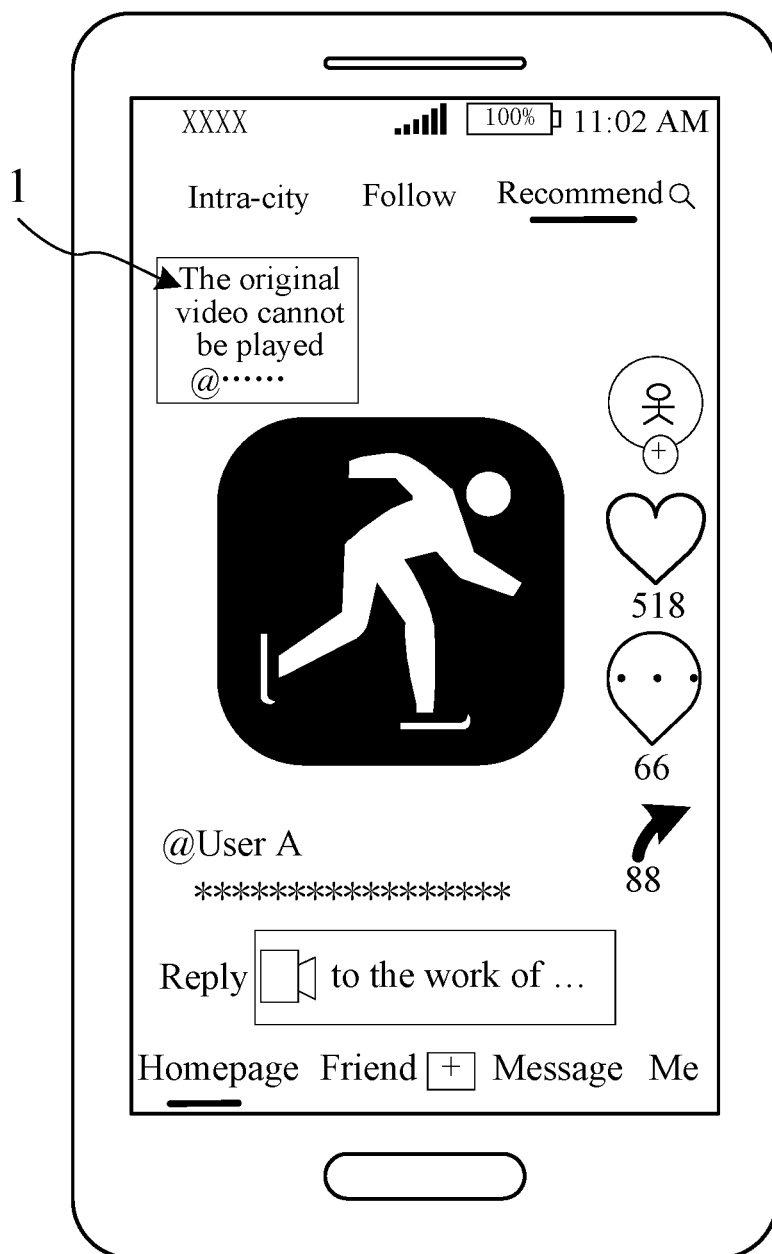 XXXX 100% 11:02 AM
Intra-city Follow Recommend
1
The original
video cannot
be played
@······
+
518
66
88
@User A
*****************
Reply to the work of ...
Homepage Friend + Message Me